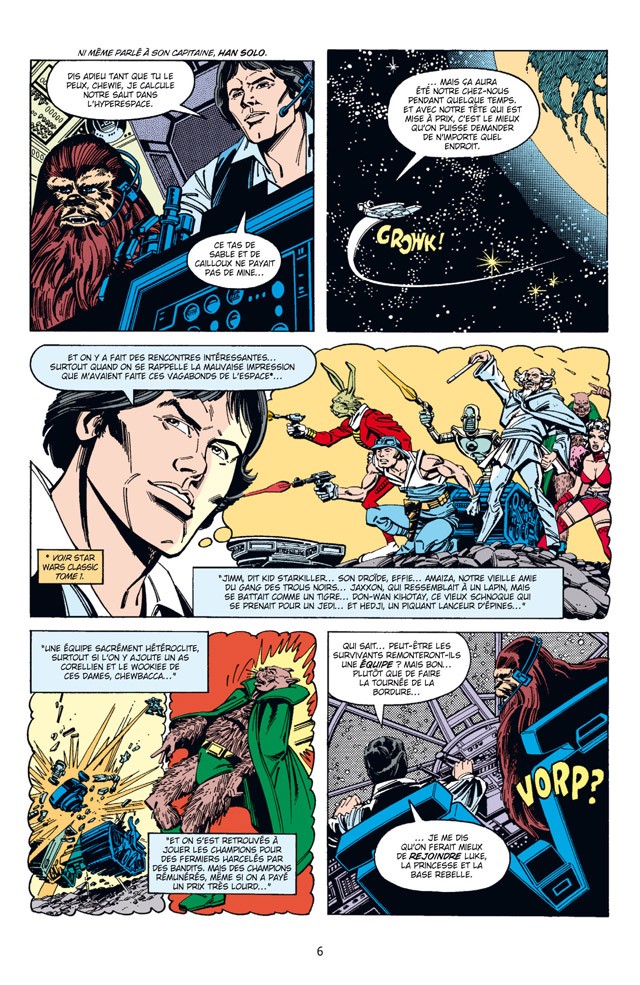 NI MÊME PARLÉ À SON CAPITAINE, HAN SOLO.
DIS ADIEU TANT QUE TU LE
PEUX, CHEWIE, JE CALCULE
NOTRE SAUT DANS
L'HYPERESPACE.
CE TAS DE
SABLE ET DE
CAILLOUX NE PAYAIT
PAS DE MINE...
... MAIS ÇA AURA
ÉTÉ NOTRE CHEZ-NOUS
PENDANT QUELQUE TEMPS.
ET AVEC NOTRE TÊTE QUI EST
MISE À PRIX, C'EST LE MIEUX
QU'ON PUISSE DEMANDER
DE N'IMPORTE QUEL
ENDROIT.
GROWK!
ET ON Y A FAIT DES RENCONTRES INTÉRESSANTES...
SURTOUT QUAND ON SE RAPPELLE LA MAUVAISE IMPRESSION
QUE M'AVAIENT FAITE CES VAGABONDS DE L'ESPACE*...
* VOIR STAR
WARS CLASSIC
TOME 1.
"JIMM, DIT KID STARKILLER... SON DROÏDE, EFFIE... AMAIZA, NOTRE VIEILLE AMIE
DU GANG DES TROUS NOIRS... JAXXON, QUI RESSEMBLAIT À UN LAPIN, MAIS
SE BATTAIT COMME UN TIGRE... DON-WAN KIHOTAY, CE VIEUX SCHNOQUE QUI
SE PRENAIT POUR UN JEDI... ET HEDJI, UN PIQUANT LANCEUR D'ÉPINES..."
"UNE ÉQUIPE SACRÉMENT HÉTÉROCLITE,
SURTOUT SI L'ON Y AJOUTE UN AS
CORELLIEN ET LE WOOKIEE DE
CES DAMES, CHEWBACCA..."
"ET ON S'EST RETROUVÉS À
JOUER LES CHAMPIONS POUR
DES FERMIERS HARCELÉS PAR
DES BANDITS. MAIS DES CHAMPIONS
RÉMUNÉRÉS, MÊME SI ON A PAYÉ
UN PRIX TRÈS LOURD..."
QUI SAIT... PEUT-ÊTRE LES
SURVIVANTS REMONTERONT-ILS
UNE ÉQUIPE ? MAIS BON...
PLUTÔT QUE DE FAIRE
LA TOURNÉE DE LA
BORDURE...
VORP?
... JE ME DIS
QU'ON FERAIT MIEUX
DE REJOINDRE LUKE,
LA PRINCESSE ET LA
BASE REBELLE.
6